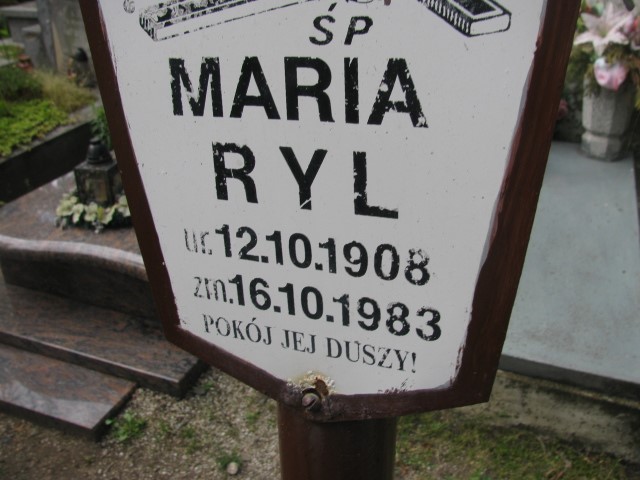 ŚP
MARIA
RYL
ur.12.10.1908
zm.16.10.1983
POKÓJ JEJ DUSZY!